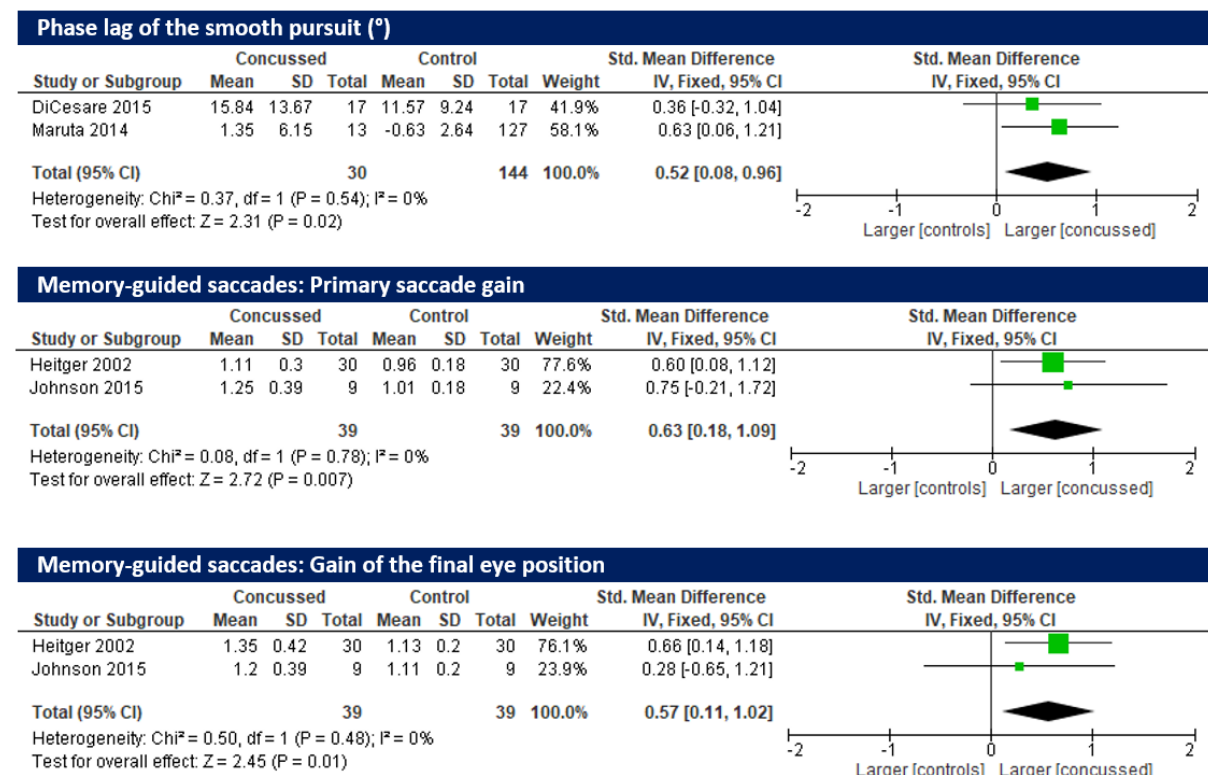 Phase lag of the smooth pursuit (°)
Concussed Control Std. Mean Difference Std. Mean Difference
Study or Subgroup Mean SD Total Mean SD Total Weight IV, Fixed, 95% CI IV, Fixed, 95% CI
DiCesare 2015 15.84 13.67 17 11.57 9.24 17 41.9% 0.36 [-0.32, 1.04]
Maruta 2014 1.35 6.15 13 -0.63 2.64 127 58.1% 0.63 [0.06, 1.21]
Total (95% CI) 30 144 100.0% 0.52 [0.08, 0.96]
Heterogeneity: Chi² = 0.37, df = 1 (P = 0.54); I² = 0%
Test for overall effect: Z = 2.31 (P = 0.02)
-2 -1 0 1 2
Larger [controls] Larger [concussed]
Memory-guided saccades: Primary saccade gain
Concussed Control Std. Mean Difference Std. Mean Difference
Study or Subgroup Mean SD Total Mean SD Total Weight IV, Fixed, 95% CI IV, Fixed, 95% CI
Heitger 2002 1.11 0.3 30 0.96 0.18 30 77.6% 0.60 [0.08, 1.12]
Johnson 2015 1.25 0.39 9 1.01 0.18 9 22.4% 0.75 [-0.21, 1.72]
Total (95% CI) 39 39 100.0% 0.63 [0.18, 1.09]
Heterogeneity: Chi² = 0.08, df = 1 (P = 0.78); I² = 0%
Test for overall effect: Z = 2.72 (P = 0.007)
-2 -1 0 1 2
Larger [controls] Larger [concussed]
Memory-guided saccades: Gain of the final eye position
Concussed Control Std. Mean Difference Std. Mean Difference
Study or Subgroup Mean SD Total Mean SD Total Weight IV, Fixed, 95% CI IV, Fixed, 95% CI
Heitger 2002 1.35 0.42 30 1.13 0.2 30 76.1% 0.66 [0.14, 1.18]
Johnson 2015 1.2 0.39 9 1.11 0.2 9 23.9% 0.28 [-0.65, 1.21]
Total (95% CI) 39 39 100.0% 0.57 [0.11, 1.02]
Heterogeneity: Chi² = 0.50, df = 1 (P = 0.48); I² = 0%
Test for overall effect: Z = 2.45 (P = 0.01)
-2 -1 0 1 2
Larger [controls] Larger [concussed]